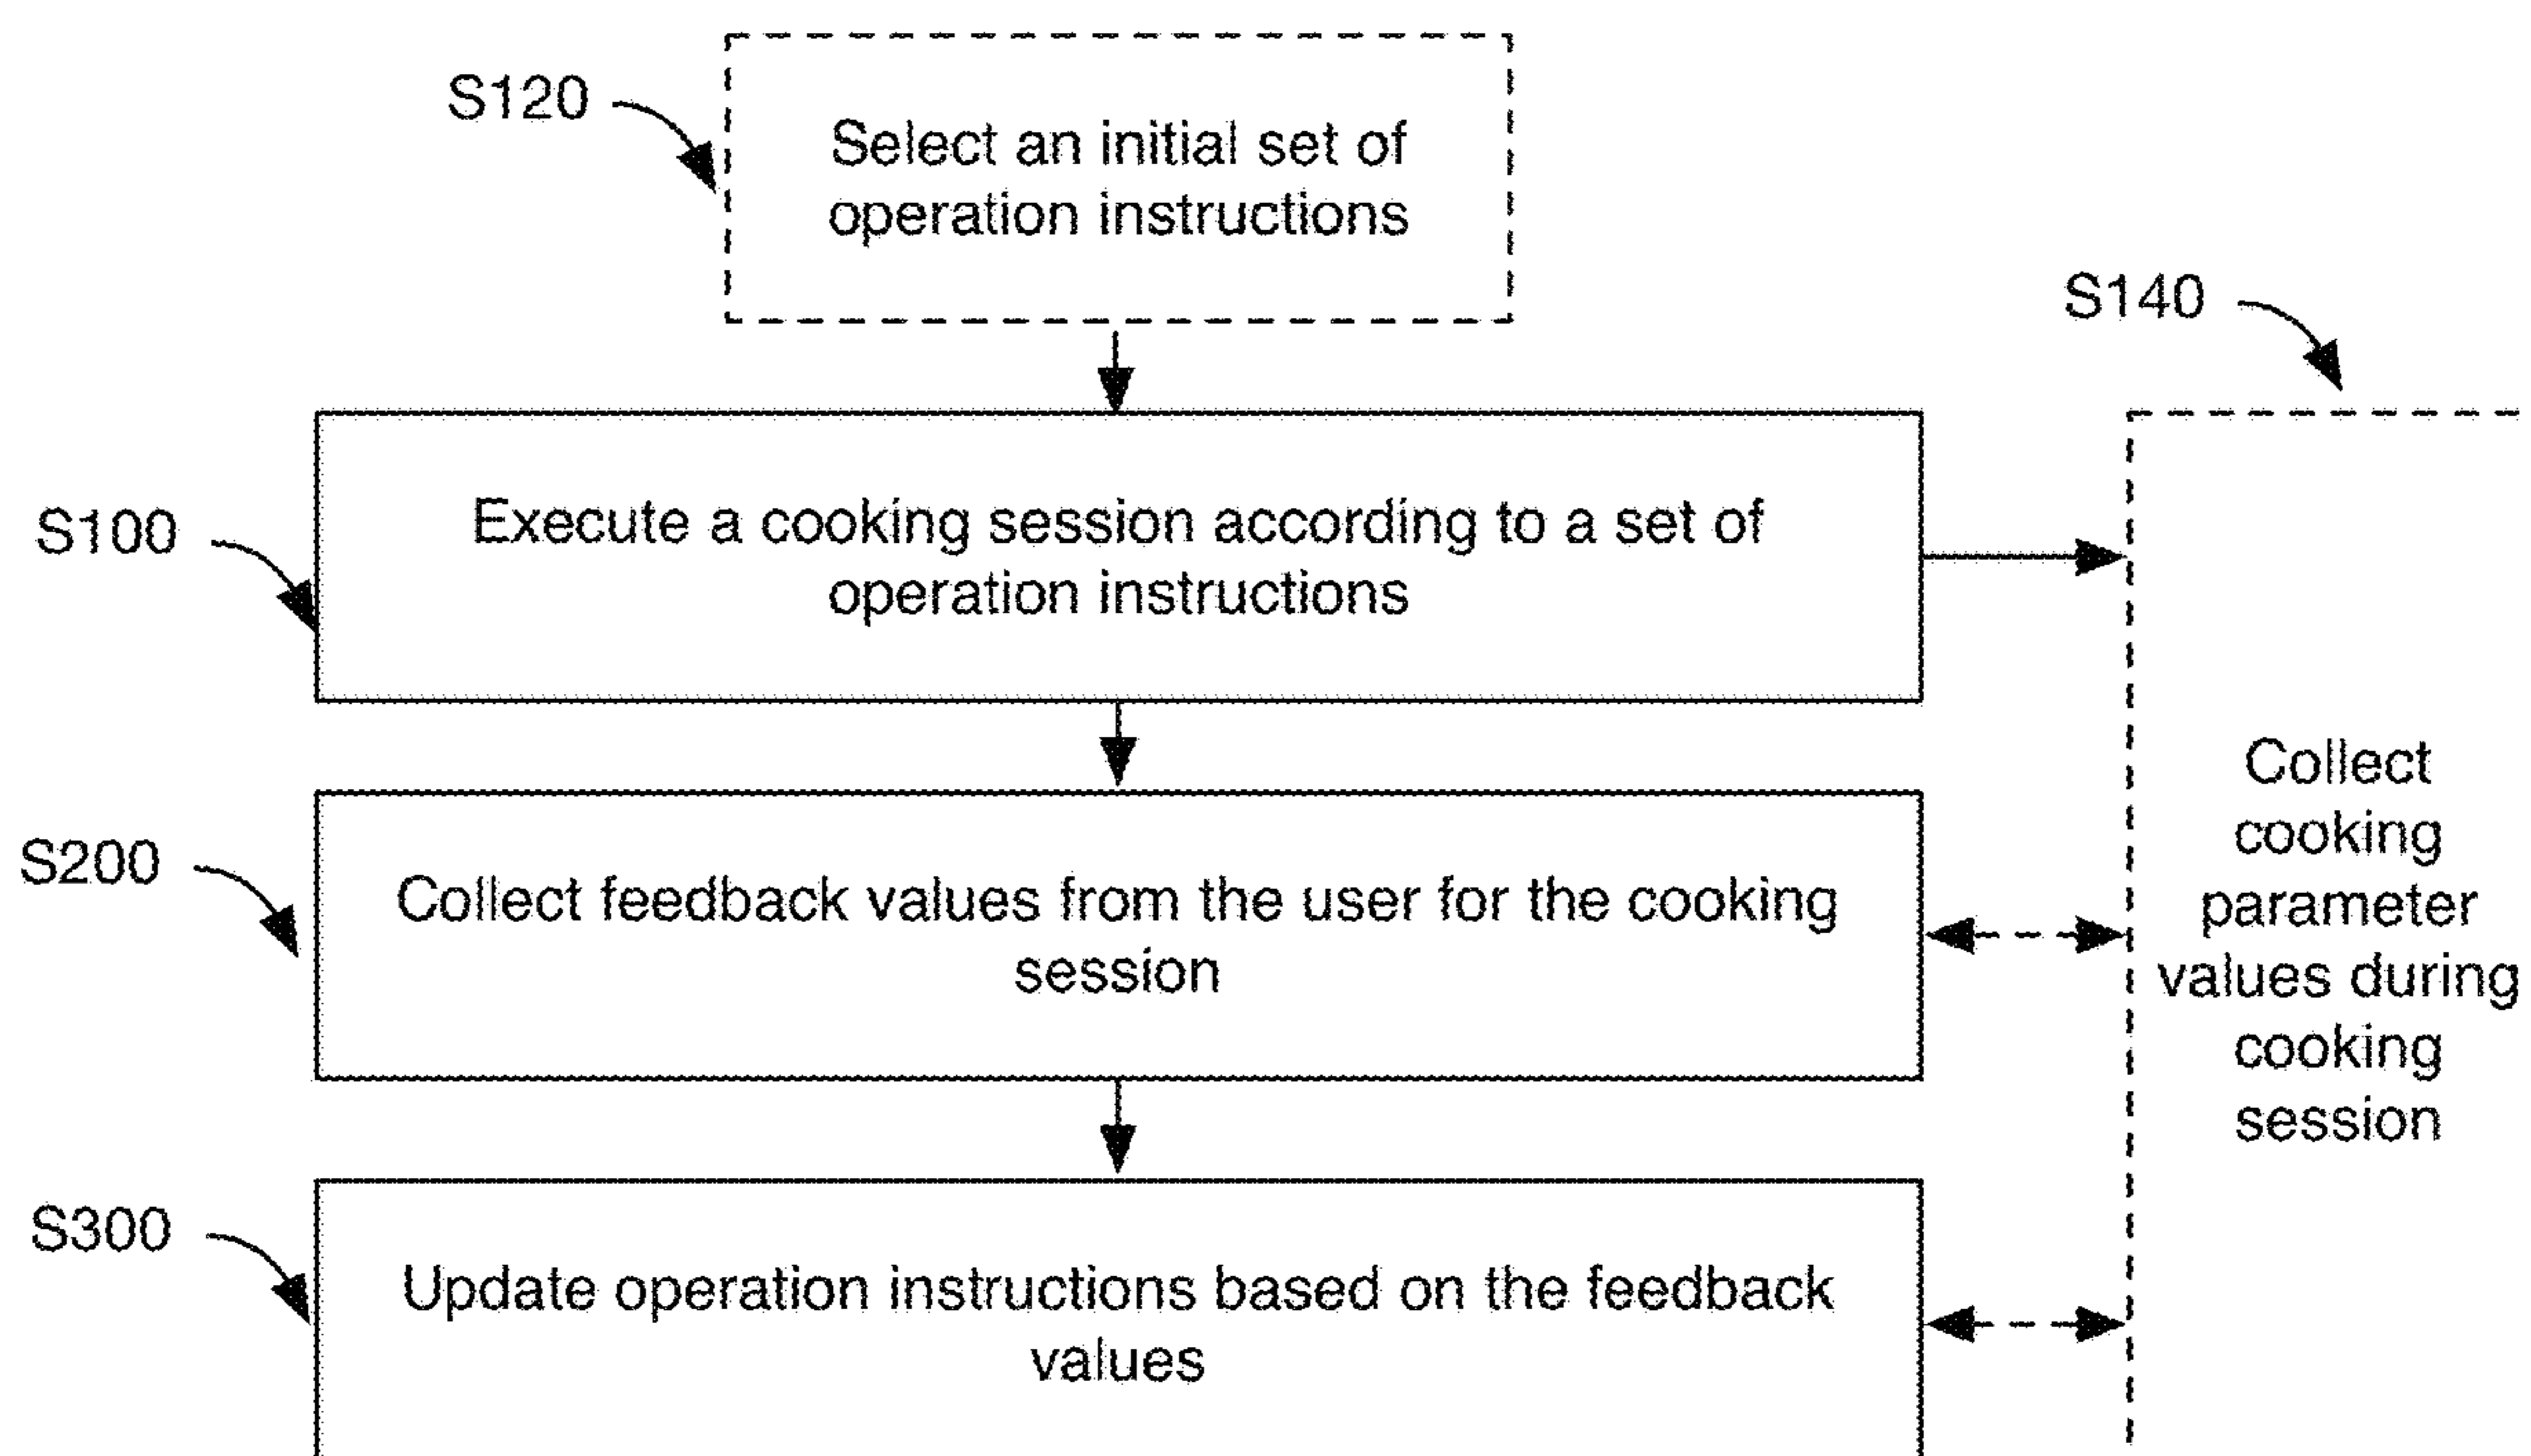 S120
Select an initial set of
operation instructions
S140
S100
Execute a cooking session according to a set of
operation instructions
S200
Collect feedback values from the user for the cooking
session
Collect
cooking
parameter
values during
cooking
session
S300
Update operation instructions based on the feedback
values